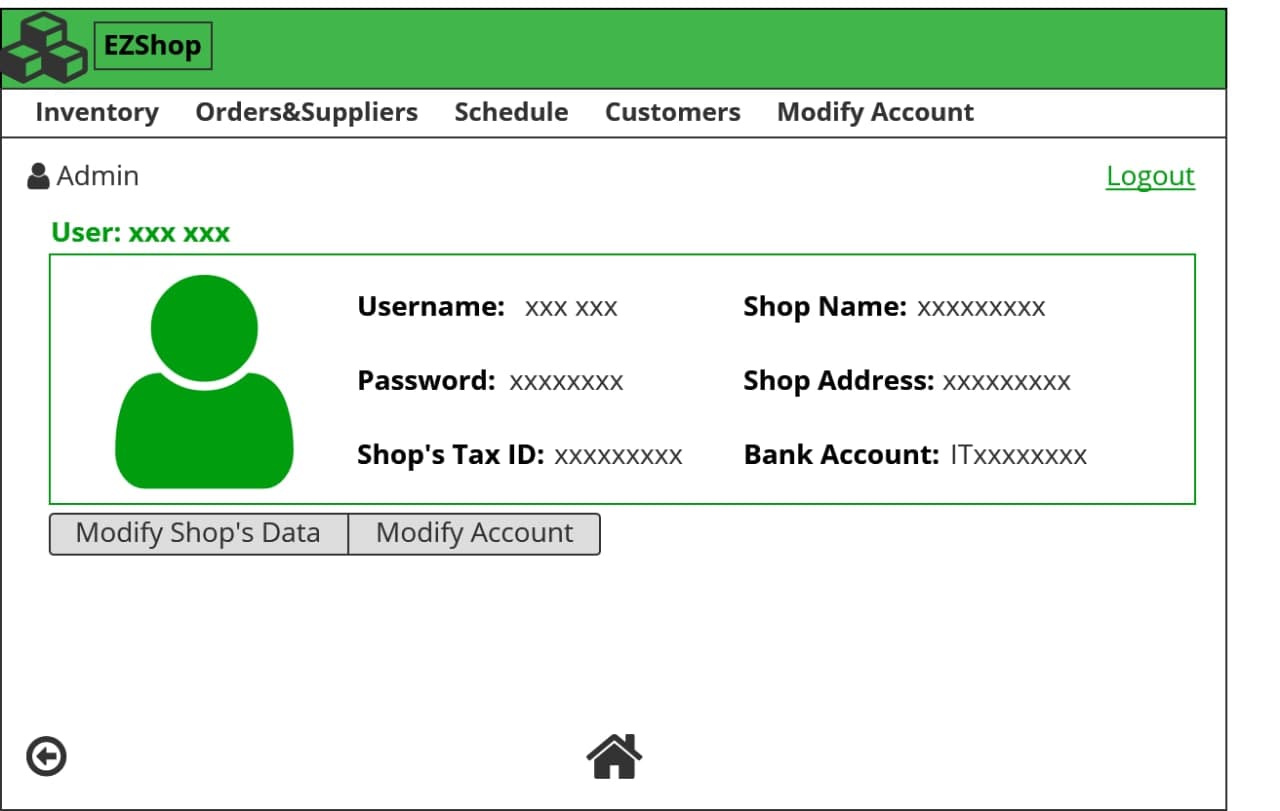 EZShop
Inventory Orders&Suppliers Schedule Customers Modify Account
Admin Logout
User: xxx xxx
Username: xxx xxx Shop Name: xxxxxxxxx
Password: xxxxxxxx Shop Address: xxxxxxxxx
Shop's Tax ID: xxxxxxxxx Bank Account: ITxxxxxxxx
Modify Shop's Data Modify Account